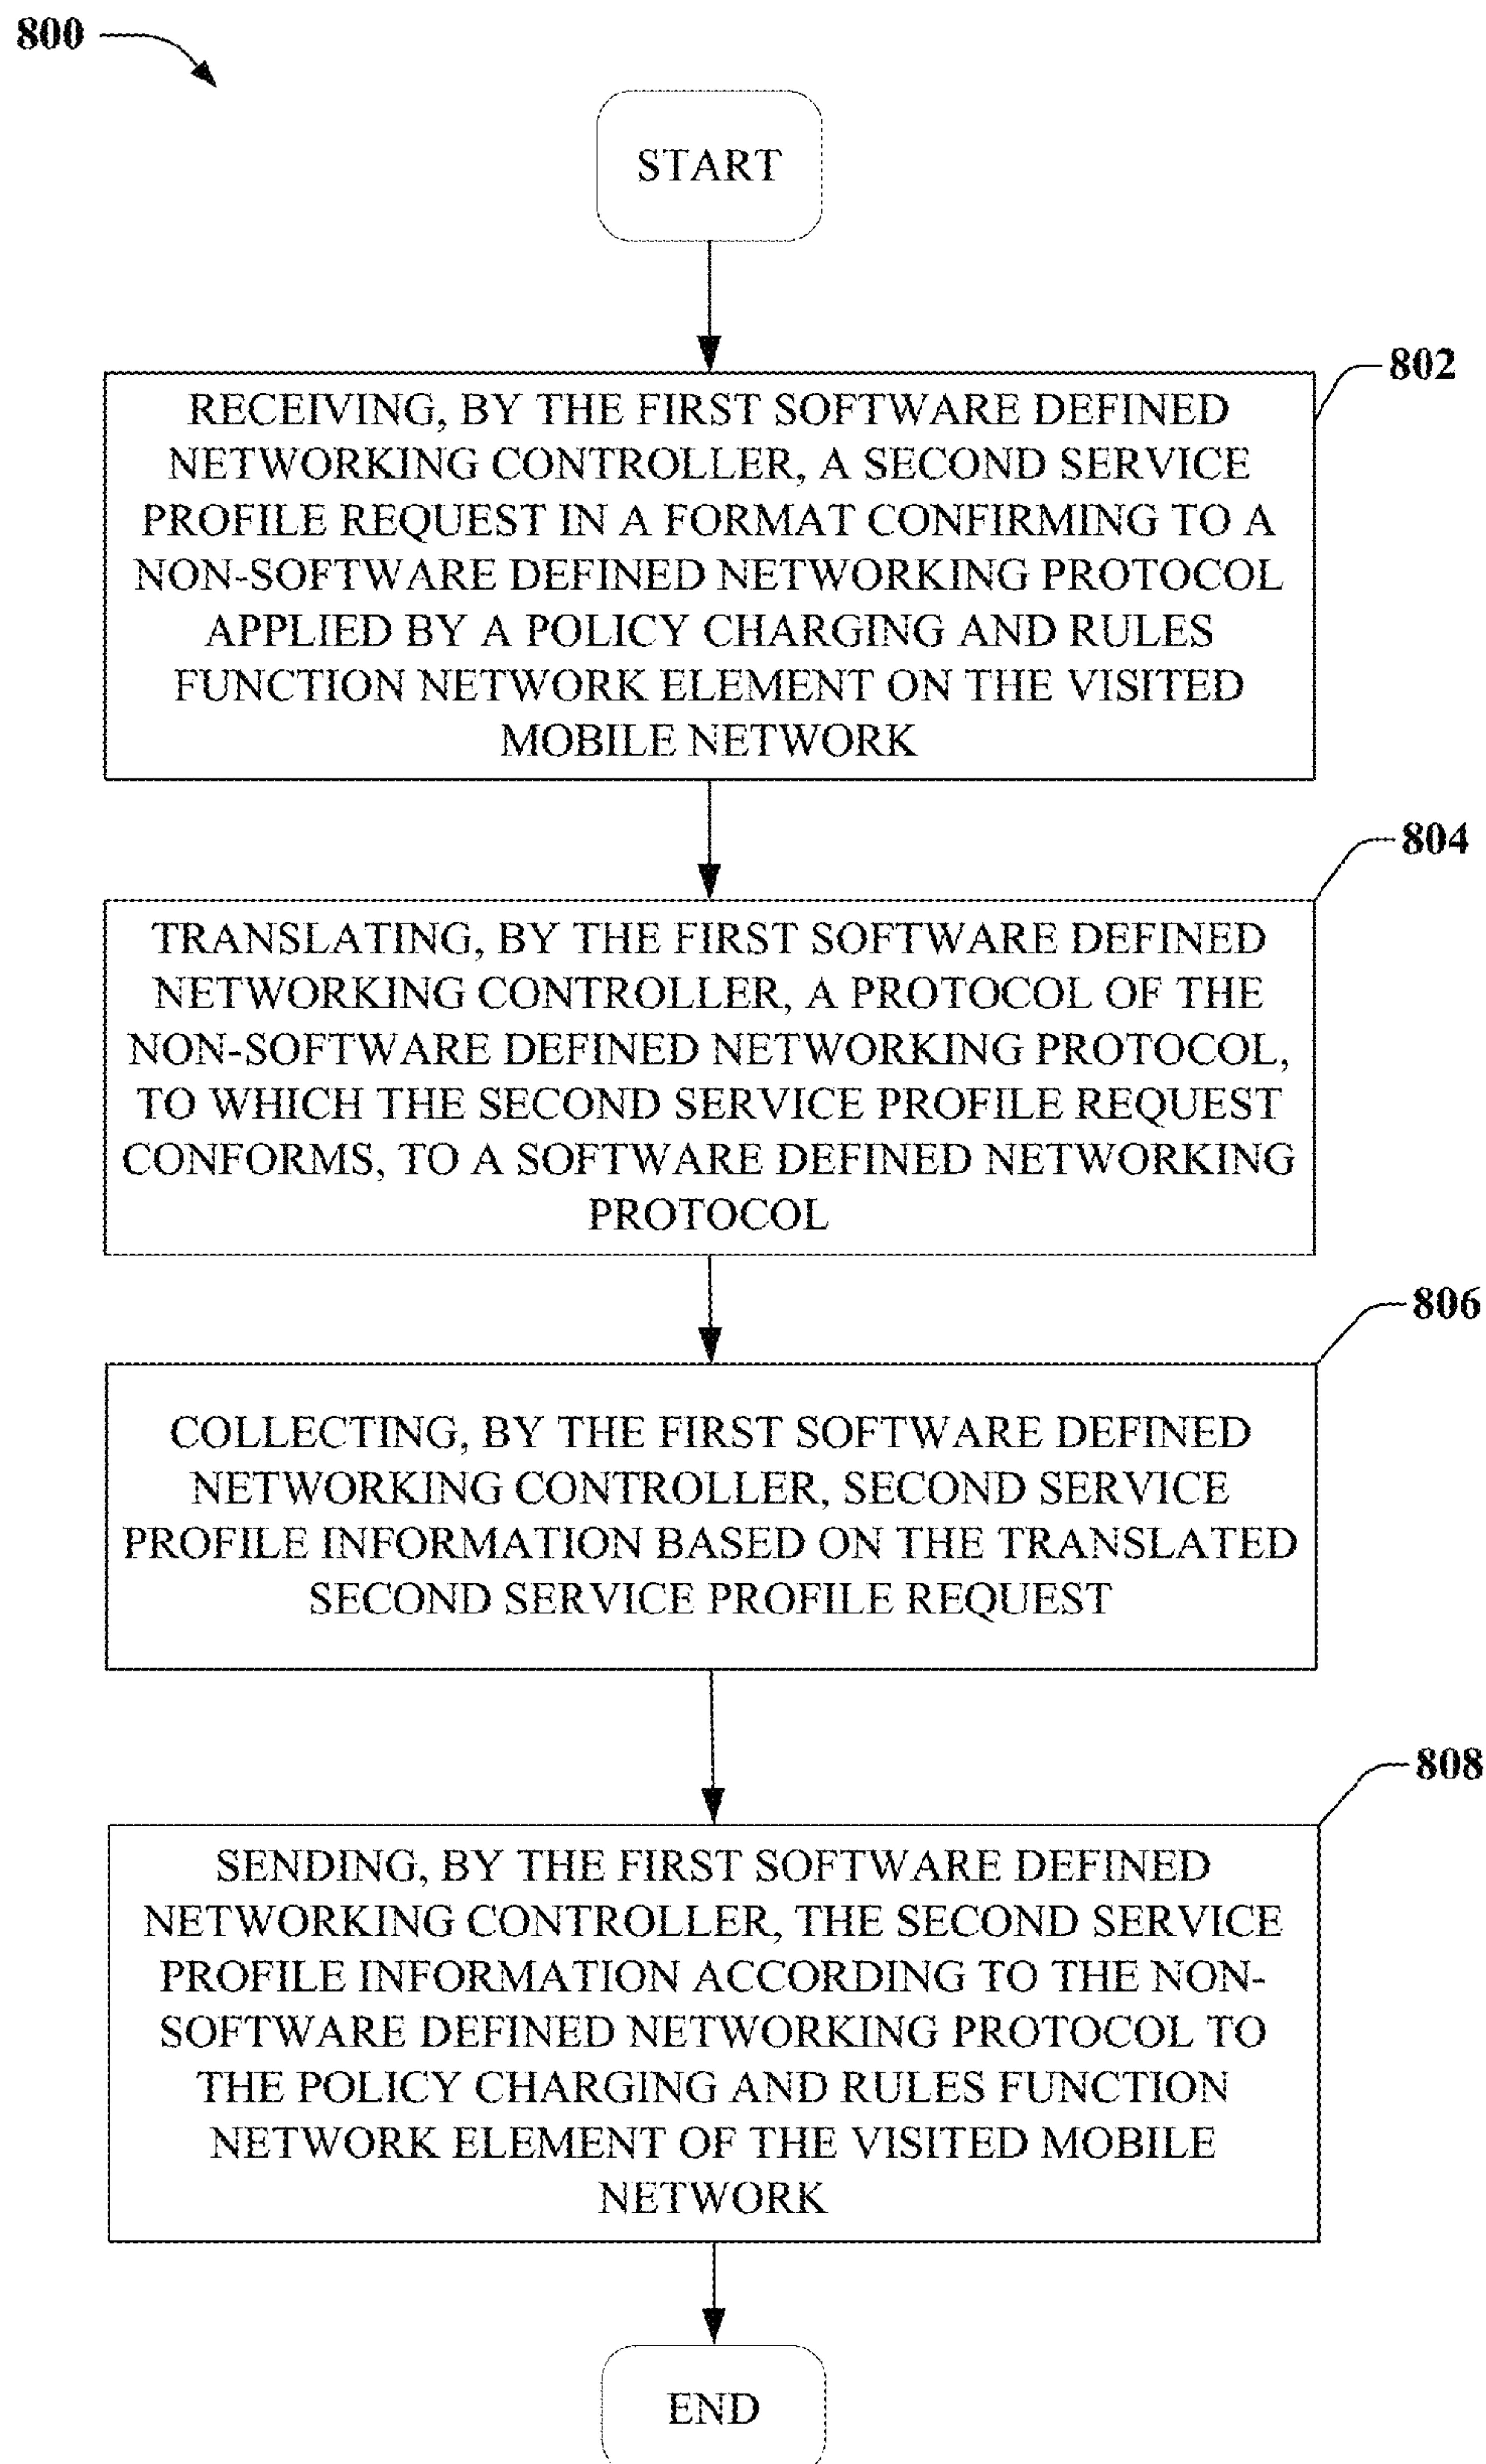 800
START
802
RECEIVING, BY THE FIRST SOFTWARE DEFINED
NETWORKING CONTROLLER, A SECOND SERVICE
PROFILE REQUEST IN A FORMAT CONFIRMING TO A
NON-SOFTWARE DEFINED NETWORKING PROTOCOL
APPLIED BY A POLICY CHARGING AND RULES
FUNCTION NETWORK ELEMENT ON THE VISITED
MOBILE NETWORK
804
TRANSLATING, BY THE FIRST SOFTWARE DEFINED
NETWORKING CONTROLLER, A PROTOCOL OF THE
NON-SOFTWARE DEFINED NETWORKING PROTOCOL,
TO WHICH THE SECOND SERVICE PROFILE REQUEST
CONFORMS, TO A SOFTWARE DEFINED NETWORKING
PROTOCOL
806
COLLECTING, BY THE FIRST SOFTWARE DEFINED
NETWORKING CONTROLLER, SECOND SERVICE
PROFILE INFORMATION BASED ON THE TRANSLATED
SECOND SERVICE PROFILE REQUEST
808
SENDING, BY THE FIRST SOFTWARE DEFINED
NETWORKING CONTROLLER, THE SECOND SERVICE
PROFILE INFORMATION ACCORDING TO THE NON-
SOFTWARE DEFINED NETWORKING PROTOCOL TO
THE POLICY CHARGING AND RULES FUNCTION
NETWORK ELEMENT OF THE VISITED MOBILE
NETWORK
END